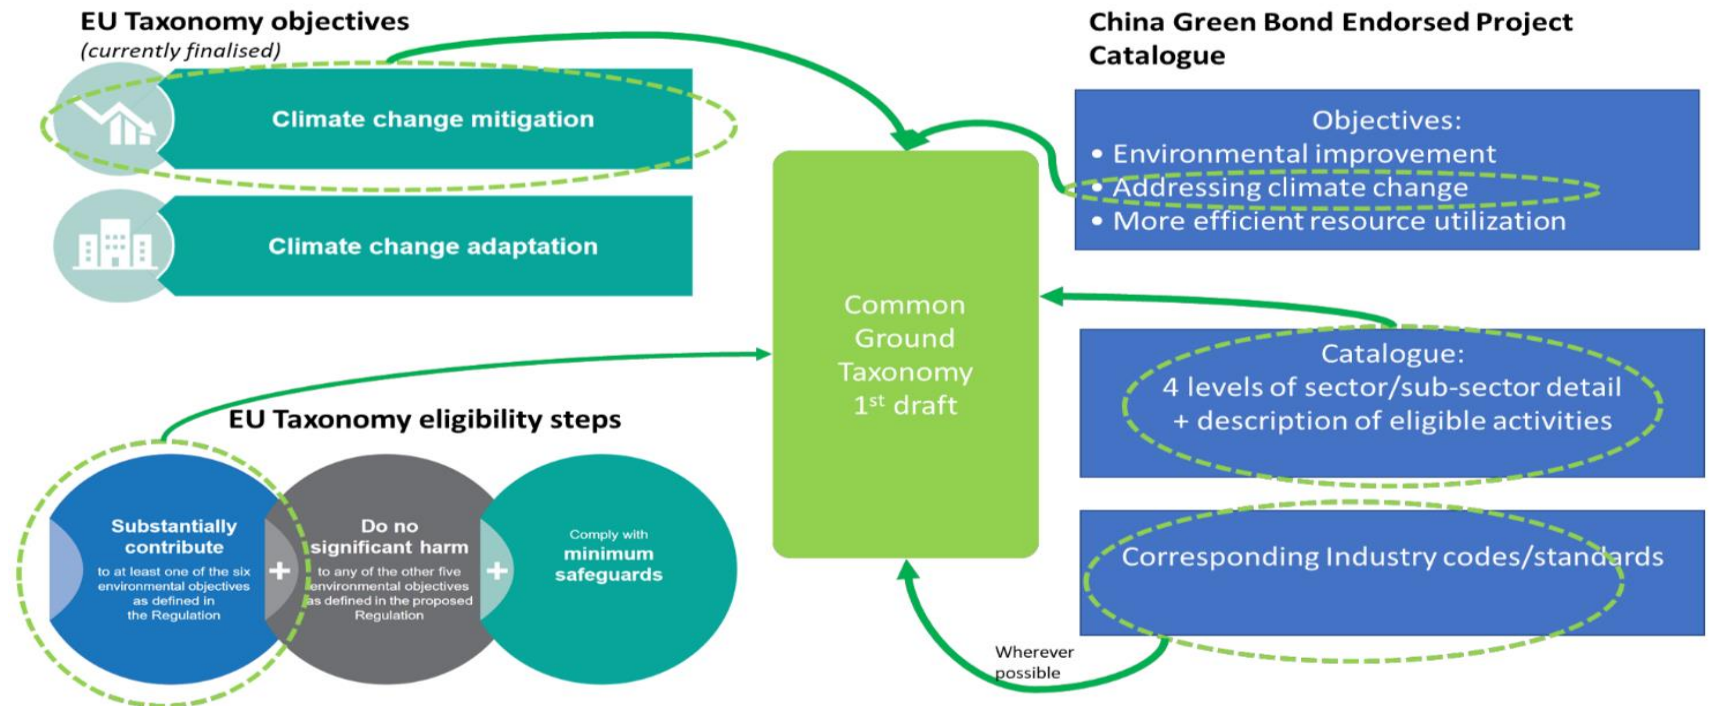 EU Taxonomy objectives
(currently finalised)
Climate change mitigation
Climate change adaptation
EU Taxonomy eligibility steps
Substantially
contribute
to at least one of the six
environmental objectives
as defined in
the Regulation
+
Do no
significant harm
to any of the other five
environmental objectives
as defined in the proposed
Regulation
+
Comply with
minimum
safeguards
Common
Ground
Taxonomy
1st draft
China Green Bond Endorsed Project
Catalogue
Objectives:
• Environmental improvement
• Addressing climate change
• More efficient resource utilization
Catalogue:
4 levels of sector/sub-sector detail
+ description of eligible activities
Corresponding Industry codes/standards
Wherever
possible